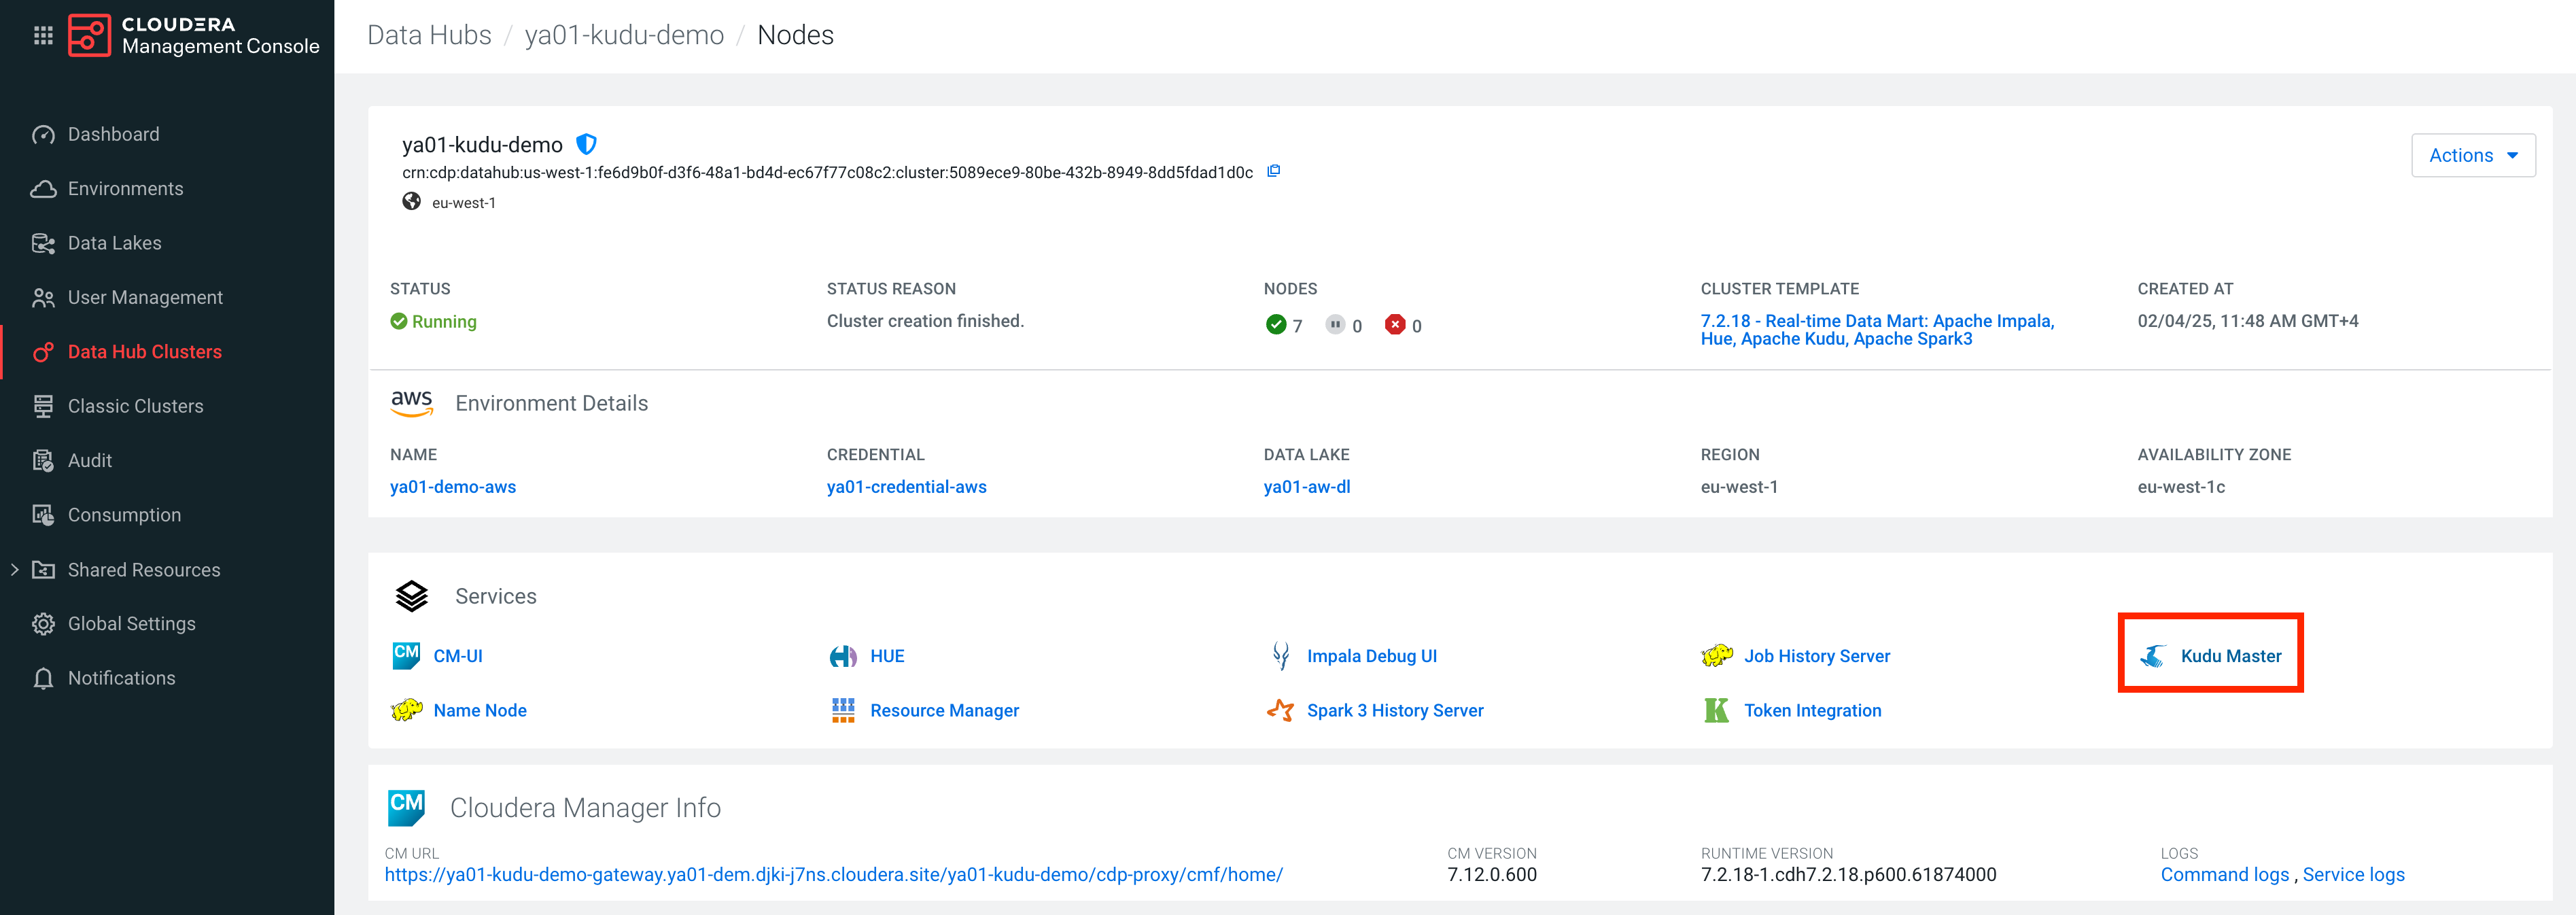 CLOUDERA
Management Console
Dashboard
Environments
Data Lakes
User Management
Data Hub Clusters
Classic Clusters
Audit
Consumption
Shared Resources
Global Settings
Notifications
Data Hubs / ya01-kudu-demo / Nodes
ya01-kudu-demo
Actions
crn:cdp:datahub:us-west-1:fe6d9b0f-d3f6-48a1-bd4d-ec67f77c08c2:cluster:5089ece9-80be-432b-8949-8dd5fdad1d0c
eu-west-1
STATUS
Running
STATUS REASON
Cluster creation finished.
NODES
7 0 0
CLUSTER TEMPLATE
7.2.18 - Real-time Data Mart: Apache Impala,
Hue, Apache Kudu, Apache Spark3
CREATED AT
02/04/25, 11:48 AM GMT+4
aws Environment Details
NAME
ya01-demo-aws
CREDENTIAL
ya01-credential-aws
DATA LAKE
ya01-aw-dl
REGION
eu-west-1
AVAILABILITY ZONE
eu-west-1c
Services
CM CM-UI
HUE
Impala Debug UI
Job History Server
Kudu Master
Name Node
Resource Manager
Spark 3 History Server
K Token Integration
CM Cloudera Manager Info
CM URL
https://ya01-kudu-demo-gateway.ya01-dem.djki-j7ns.cloudera.site/ya01-kudu-demo/cdp-proxy/cmf/home/
CM VERSION
7.12.0.600
RUNTIME VERSION
7.2.18-1.cdh7.2.18.p600.61874000
LOGS
Command logs , Service logs